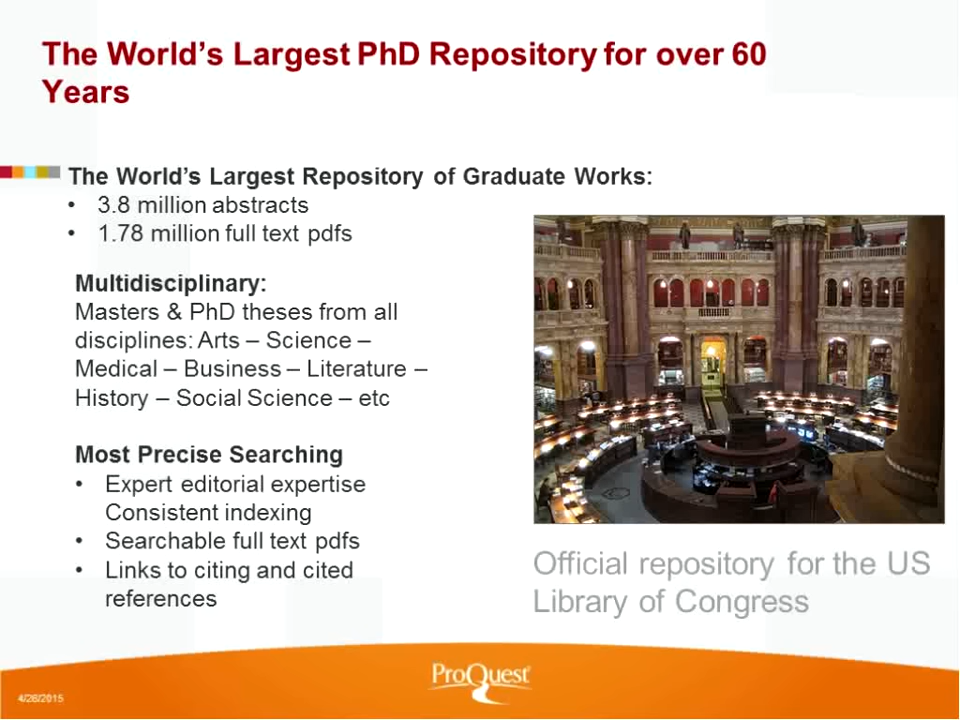 The World's Largest PhD Repository for over 60
Years
The World's Largest Repository of Graduate Works:
• 3.8 million abstracts
• 1.78 million full text pdfs
Multidisciplinary:
Masters & PhD theses from all
disciplines: Arts – Science –
Medical – Business – Literature –
History – Social Science – etc
Most Precise Searching
• Expert editorial expertise
Consistent indexing
• Searchable full text pdfs
• Links to citing and cited
references
Official repository for the US
Library of Congress
ProQuest
4/28/2015